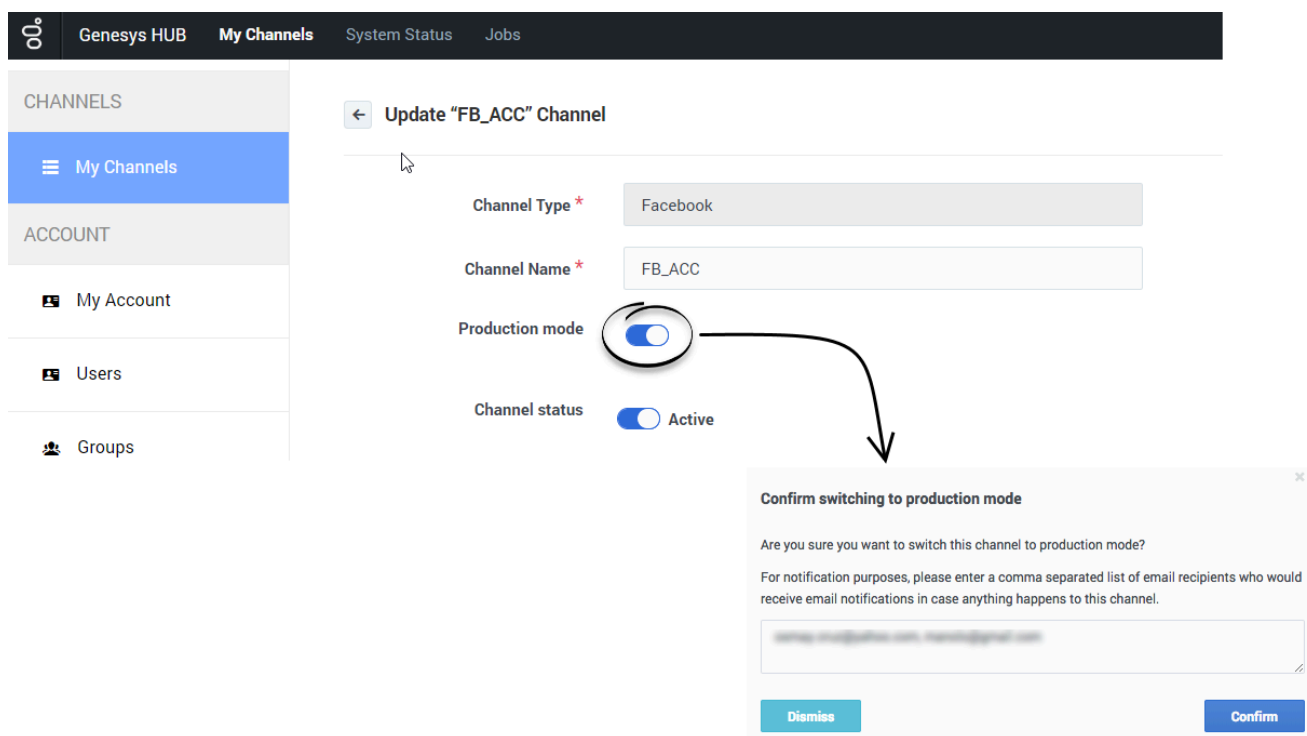 Genesys HUB My Channels System Status Jobs
CHANNELS
My Channels
ACCOUNT
My Account
Users
Groups
Update “FB_ACC” Channel
Channel Type * Facebook
Channel Name * FB_ACC
Production mode
Channel status Active
Confirm switching to production mode
Are you sure you want to switch this channel to production mode?
For notification purposes, please enter a comma separated list of email recipients who would
receive email notifications in case anything happens to this channel.
Dismiss Confirm